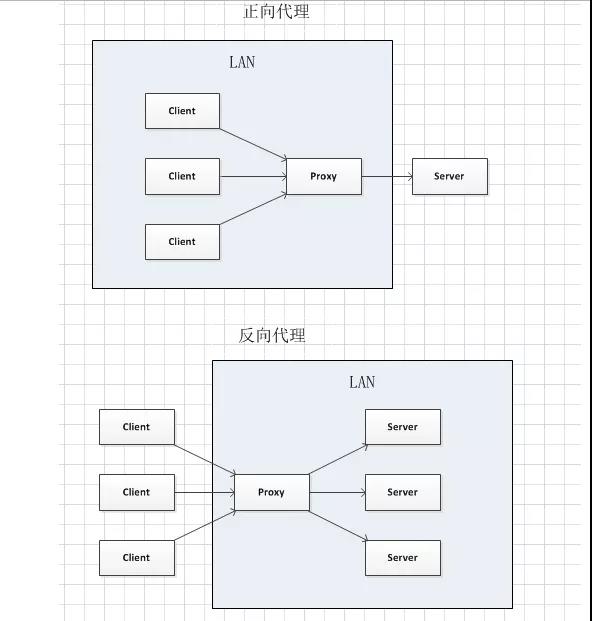 正向代理
LAN
Client
Client
Proxy
Server
Client
反向代理
LAN
Client
Server
Client
Proxy
Server
Client
Server